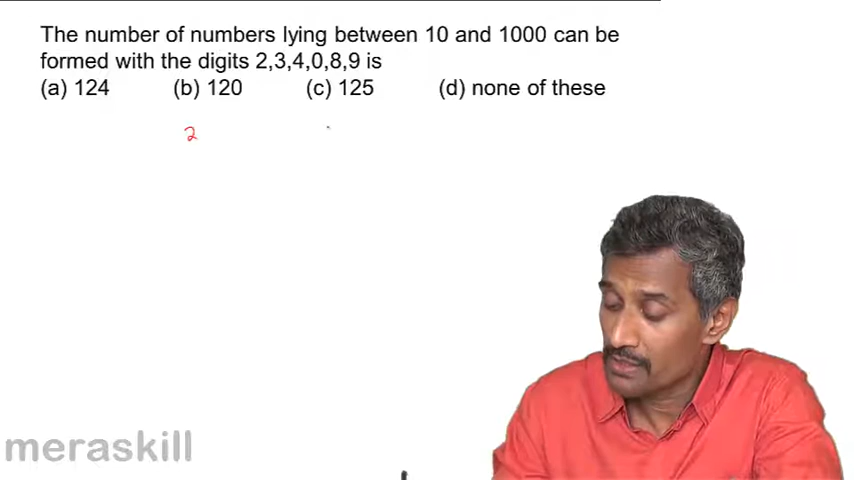 The number of numbers lying between 10 and 1000 can be
formed with the digits 2,3,4,0,8,9 is
(a) 124 (b) 120 (c) 125 (d) none of these
2
meraskill